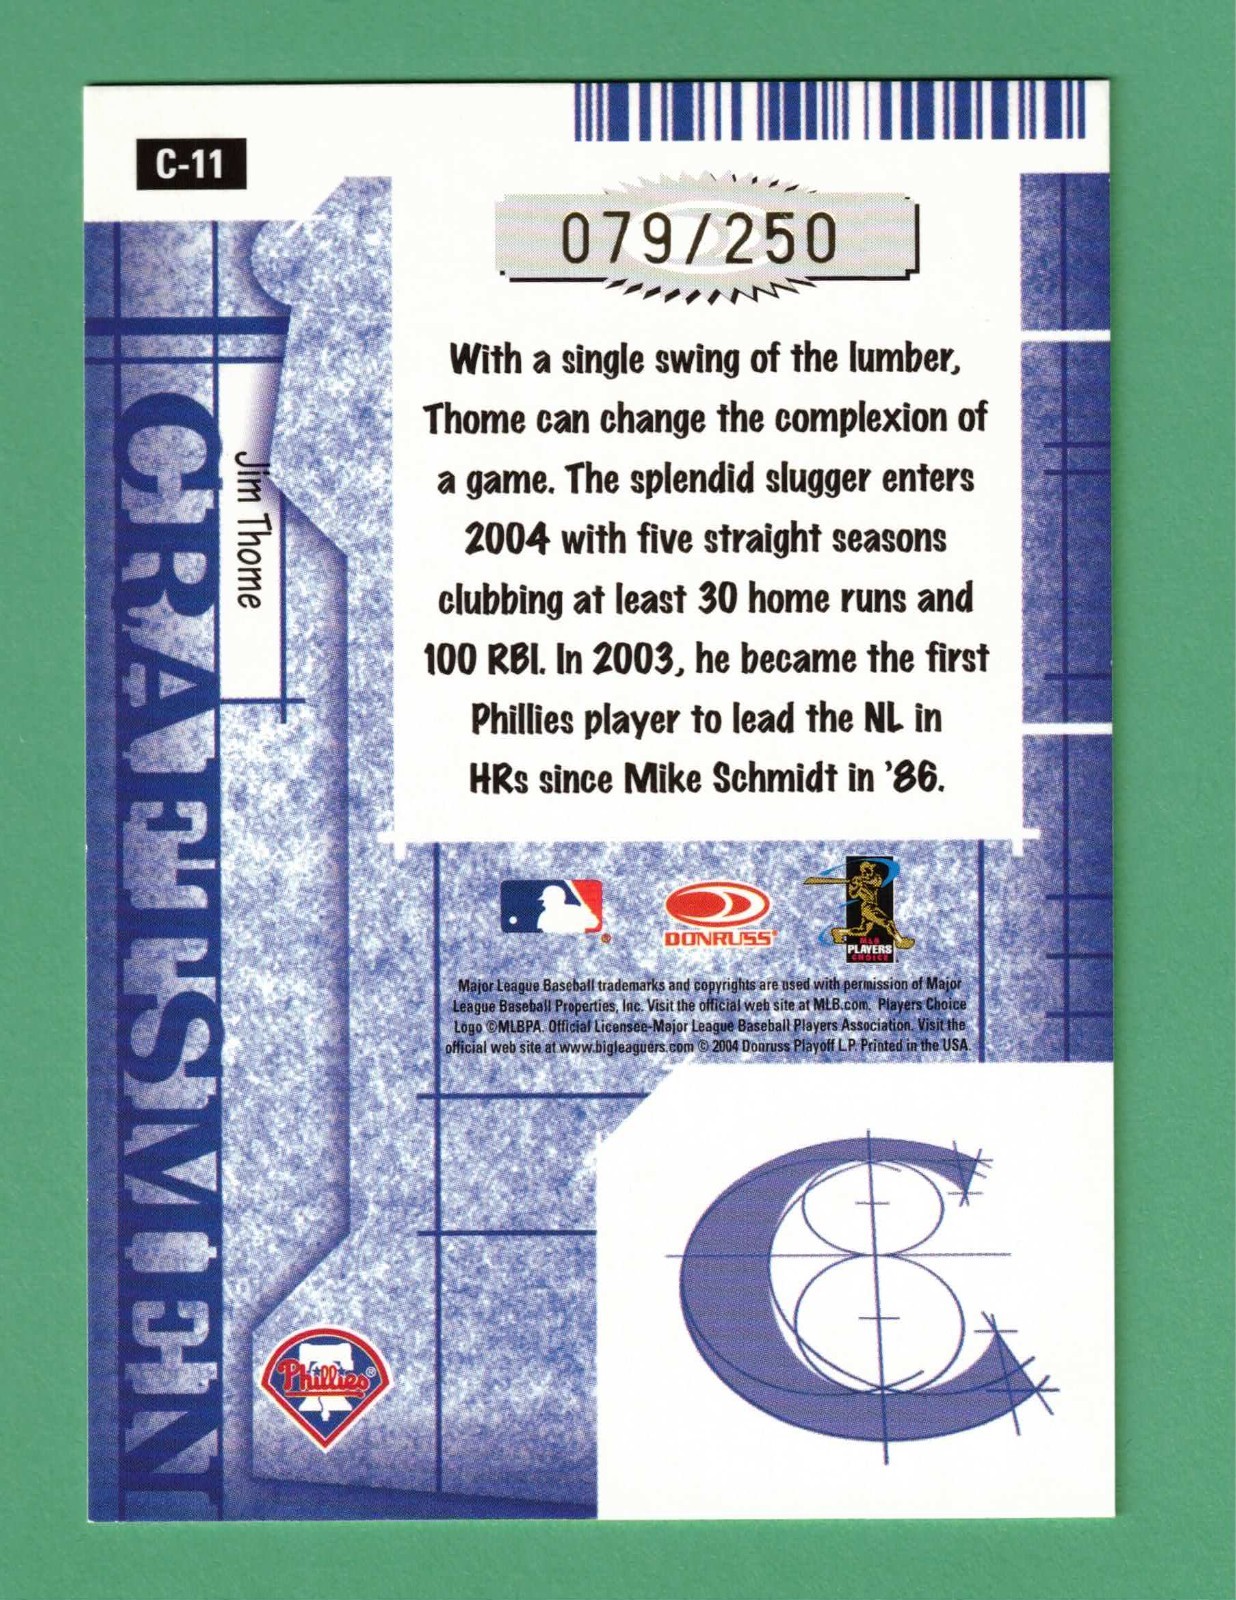 C-11
079/250
With a single swing of the lumber,
Thome can change the complexion of
a game. The splendid slugger enters
2004 with five straight seasons
clubbing at least 30 home runs and
100 RBI. In 2003, he became the first
Phillies player to lead the NL in
HRs since Mike Schmidt in '86.
Jim Thome
CRAFTSMEN
DONRUSS
MLB
PLAYERS
CHOICE
Major League Baseball trademarks and copyrights are used with permission of Major
League Baseball Properties, Inc. Visit the official web site at MLB.com. Players Choice
Logo ©MLBPA. Official Licensee-Major League Baseball Players Association. Visit the
official web site at www.bigleaguers.com © 2004 Donruss Playoff L.P. Printed in the USA.
Phillies®
C